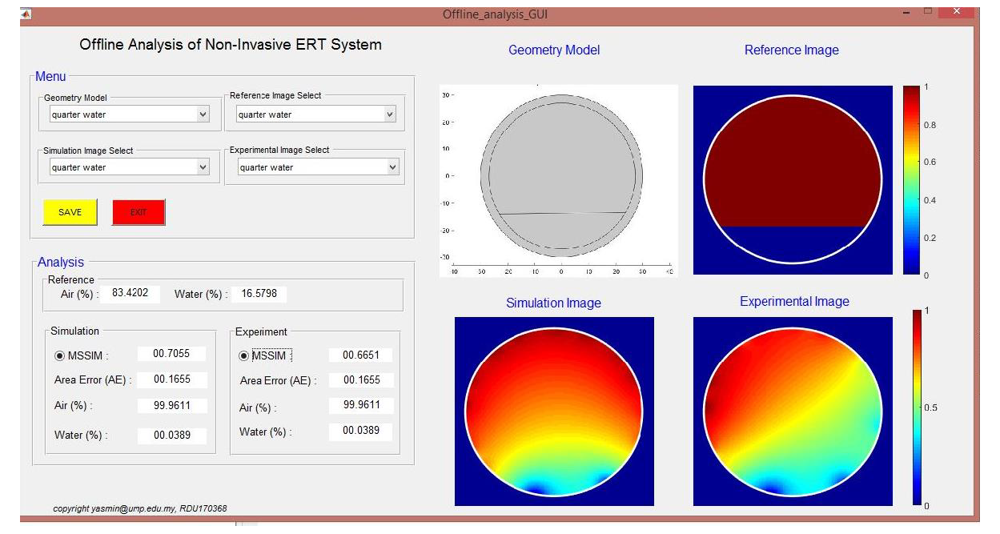 Offline_analysis_GUI
Offline Analysis of Non-Invasive ERT System
Menu
Geometry Model
quarter water
Reference Image Select
quarter water
Simulation Image Select
quarter water
Experimental Image Select
quarter water
SAVE
EXIT
Analysis
Reference
Air (%) : 83.4202 Water (%) : 16.5798
Simulation
MSSIM : 00.7055
Area Error (AE) : 00.1655
Air (%) : 99.9611
Water (%) : 00.0389
Experiment
MSSIM : 00.6651
Area Error (AE) : 00.1655
Air (%) : 99.9611
Water (%) : 00.0389
copyright yasmin@ump.edu.my, RDU170368
Geometry Model
30
20
10
0
-10
-20
-30
30 20 10 0 10 20 30
Reference Image
1
0.8
0.6
0.4
0.2
0
Simulation Image
Experimental Image
1
0.5
0